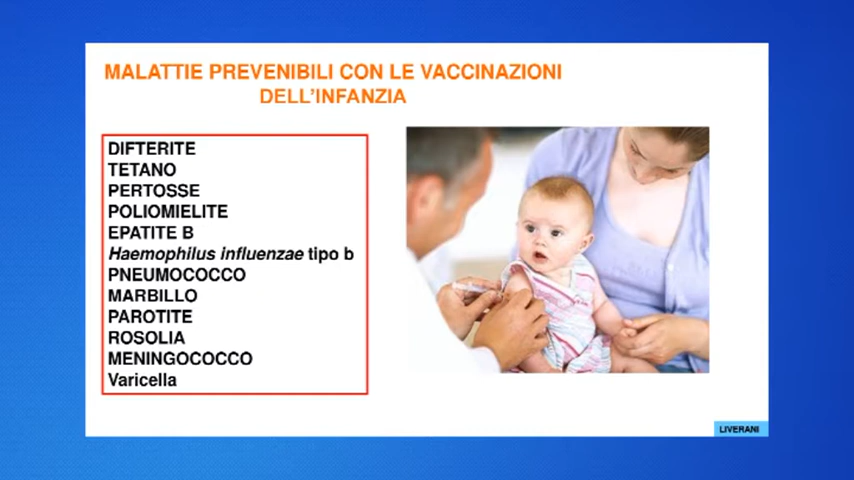 MALATTIE PREVENIBILI CON LE VACCINAZIONI
DELL'INFANZIA
DIFTERITE
TETANO
PERTOSSE
POLIOMIELITE
EPATITE B
Haemophilus influenzae tipo b
PNEUMOCOCCO
MARBILLO
PAROTITE
ROSOLIA
MENINGOCOCCO
Varicella
LIVERANI